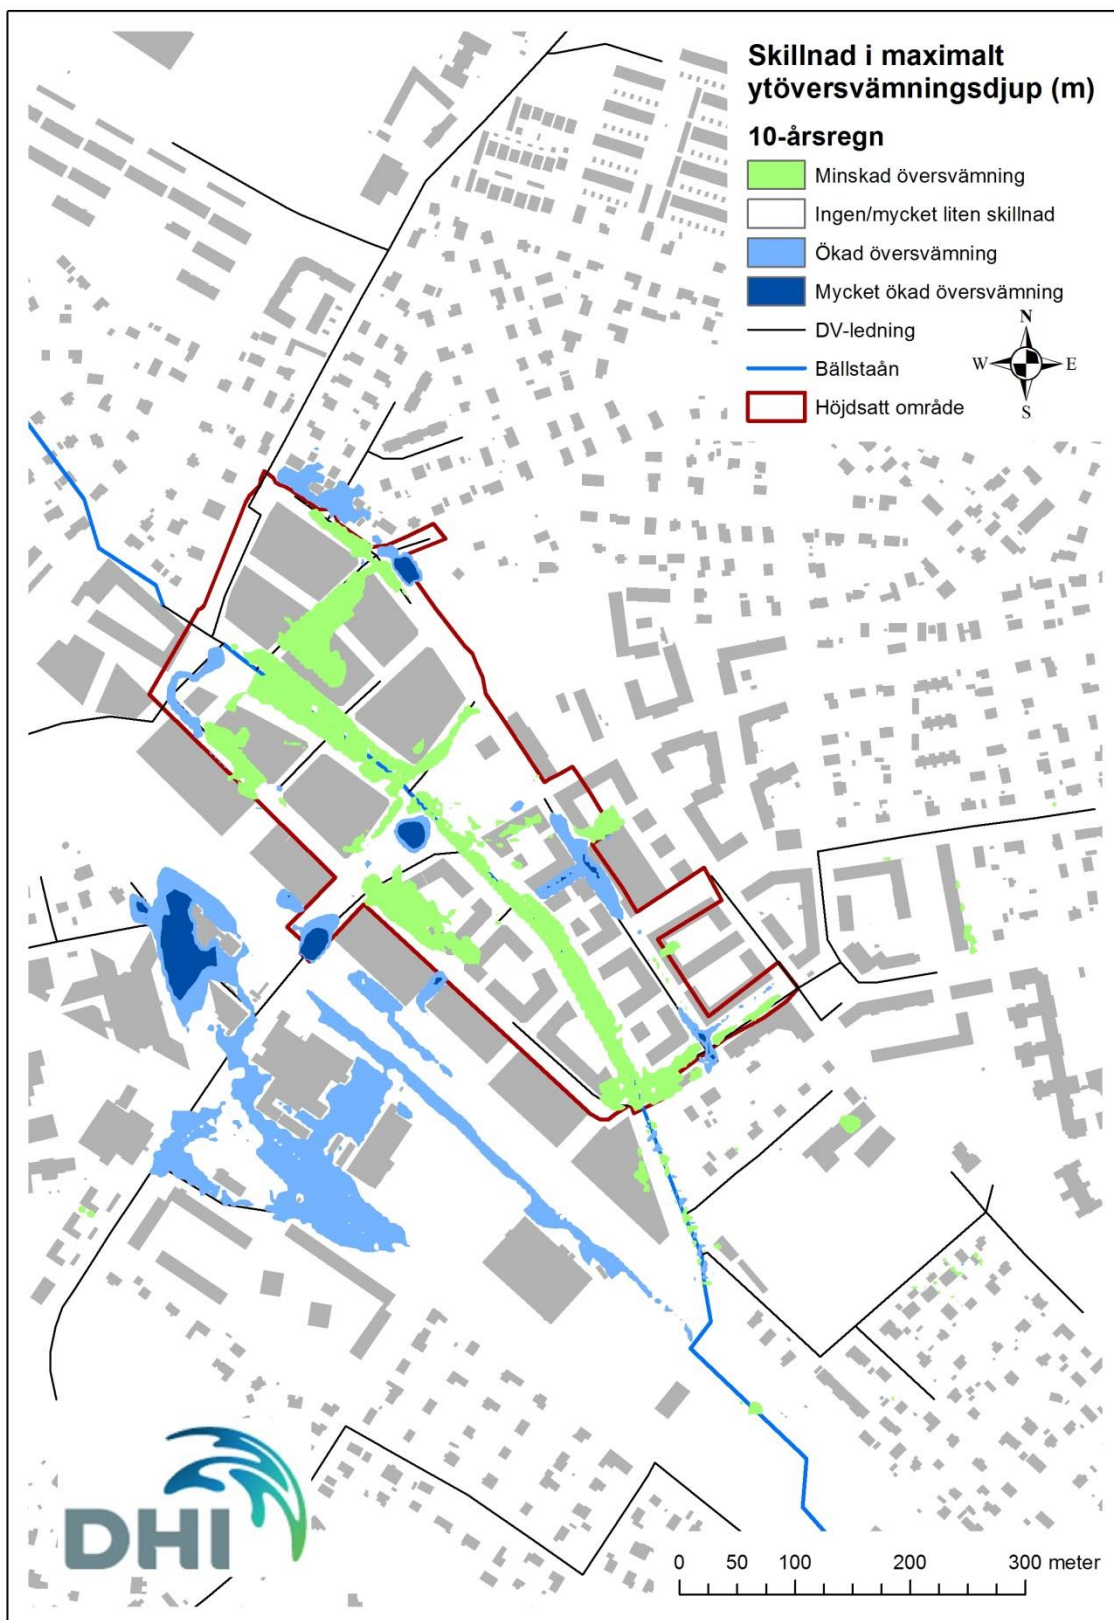 Skillnad i maximalt
ytöversvämningsdjup (m)
10-årsregn
Minskad översvämning
Ingen/mycket liten skillnad
Ökad översvämning
Mycket ökad översvämning
DV-ledning
Bällstaån
Höjdsatt område
N
W E
S
DHI
0 50 100 200 300 meter